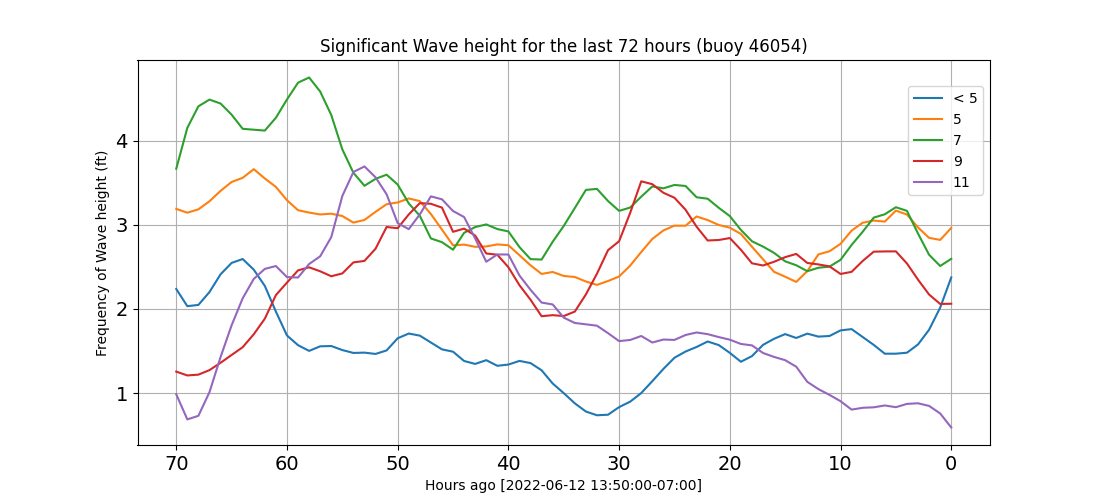 Significant Wave height for the last 72 hours (buoy 46054)
Frequency of Wave height (ft)
4
3
2
1
< 5
5
7
9
11
70 60 50 40 30 20 10 0
Hours ago [2022-06-12 13:50:00-07:00]